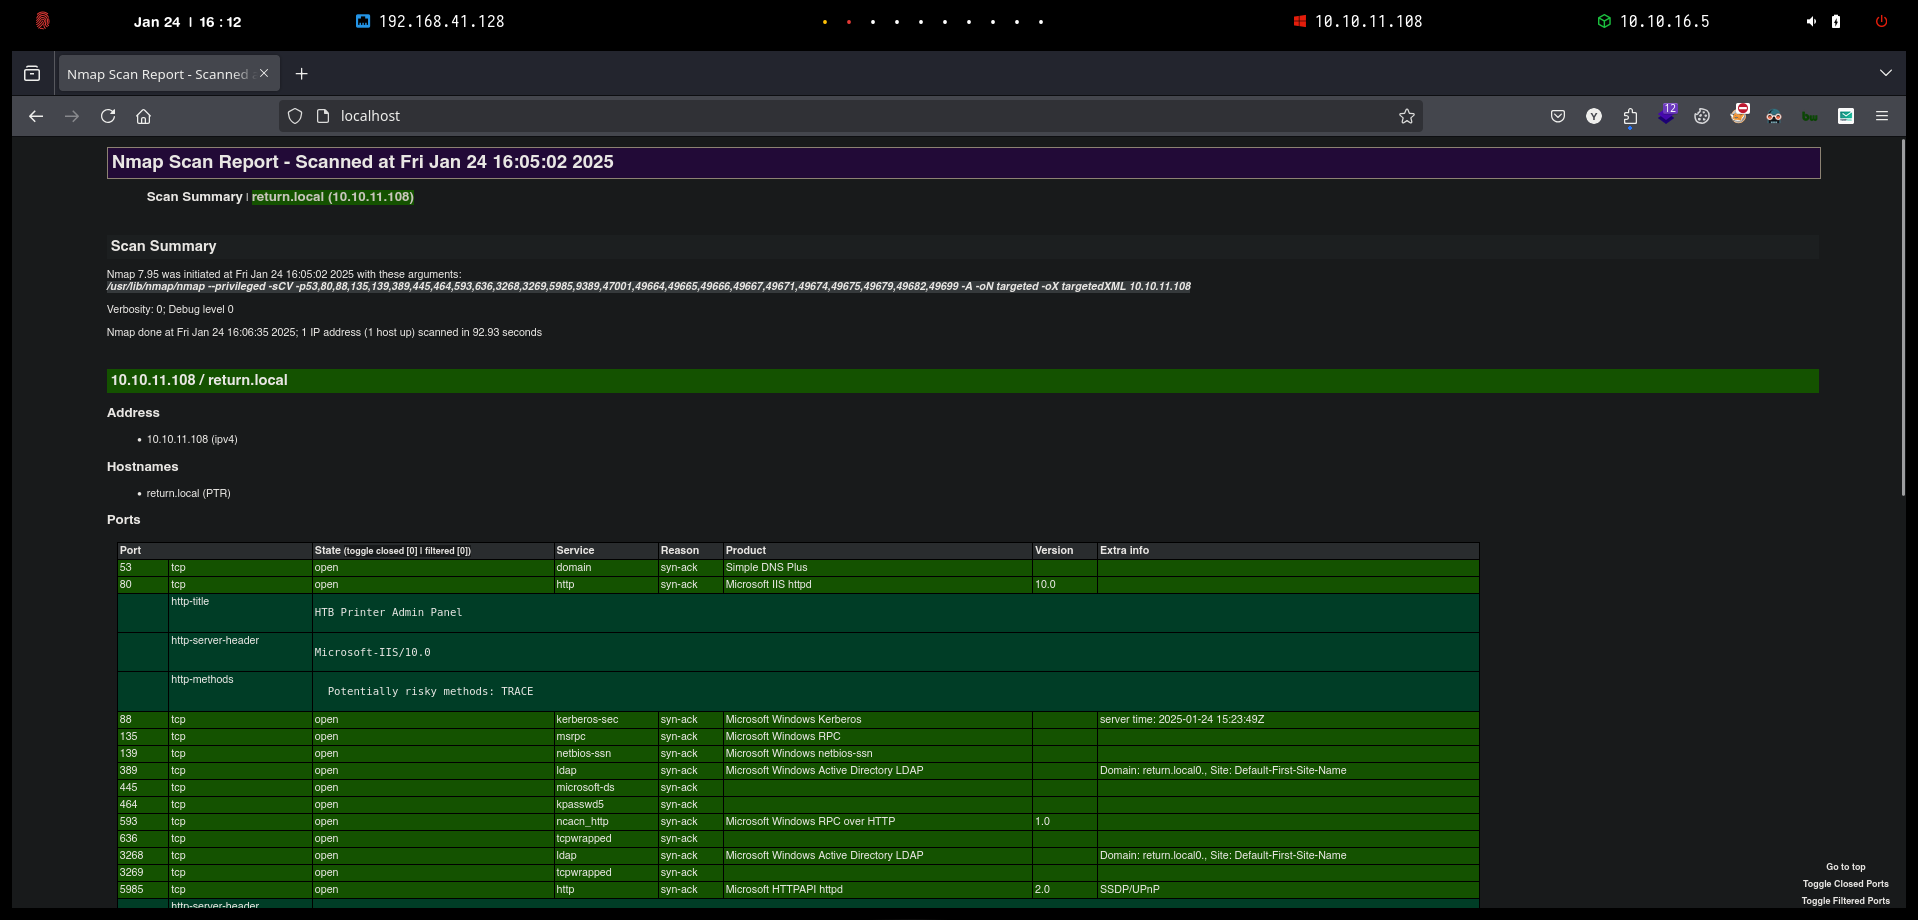 Jan 24 | 16 : 12 192.168.41.128 10.10.11.108 10.10.16.5
Nmap Scan Report - Scanned
localhost 12 Y bw
Nmap Scan Report - Scanned at Fri Jan 24 16:05:02 2025
Scan Summary | return.local (10.10.11.108)
Scan Summary
Nmap 7.95 was initiated at Fri Jan 24 16:05:02 2025 with these arguments:
/usr/lib/nmap/nmap --privileged -sCV -p53,80,88,135,139,389,445,464,593,636,3268,3269,5985,9389,47001,49664,49665,49666,49667,49671,49674,49675,49679,49682,49699 -A -oN targeted -oX targetedXML 10.10.11.108
Verbosity: 0; Debug level 0
Nmap done at Fri Jan 24 16:06:35 2025; 1 IP address (1 host up) scanned in 92.93 seconds
10.10.11.108 / return.local
Address
• 10.10.11.108 (ipv4)
Hostnames
• return.local (PTR)
Ports
Port State (toggle closed [0] | filtered [0]) Service Reason Product Version Extra info
53 tcp open domain syn-ack Simple DNS Plus
80 tcp open http syn-ack Microsoft IIS httpd 10.0
http-title HTB Printer Admin Panel
http-server-header Microsoft-IIS/10.0
http-methods Potentially risky methods: TRACE
88 tcp open kerberos-sec syn-ack Microsoft Windows Kerberos server time: 2025-01-24 15:23:49Z
135 tcp open msrpc syn-ack Microsoft Windows RPC
139 tcp open netbios-ssn syn-ack Microsoft Windows netbios-ssn
389 tcp open ldap syn-ack Microsoft Windows Active Directory LDAP Domain: return.local0., Site: Default-First-Site-Name
445 tcp open microsoft-ds syn-ack
464 tcp open kpasswd5 syn-ack
593 tcp open ncacn_http syn-ack Microsoft Windows RPC over HTTP 1.0
636 tcp open tcpwrapped syn-ack
3268 tcp open ldap syn-ack Microsoft Windows Active Directory LDAP Domain: return.local0., Site: Default-First-Site-Name
3269 tcp open tcpwrapped syn-ack
5985 tcp open http syn-ack Microsoft HTTPAPI httpd 2.0 SSDP/UPnP
http-server-header
Go to top
Toggle Closed Ports
Toggle Filtered Ports